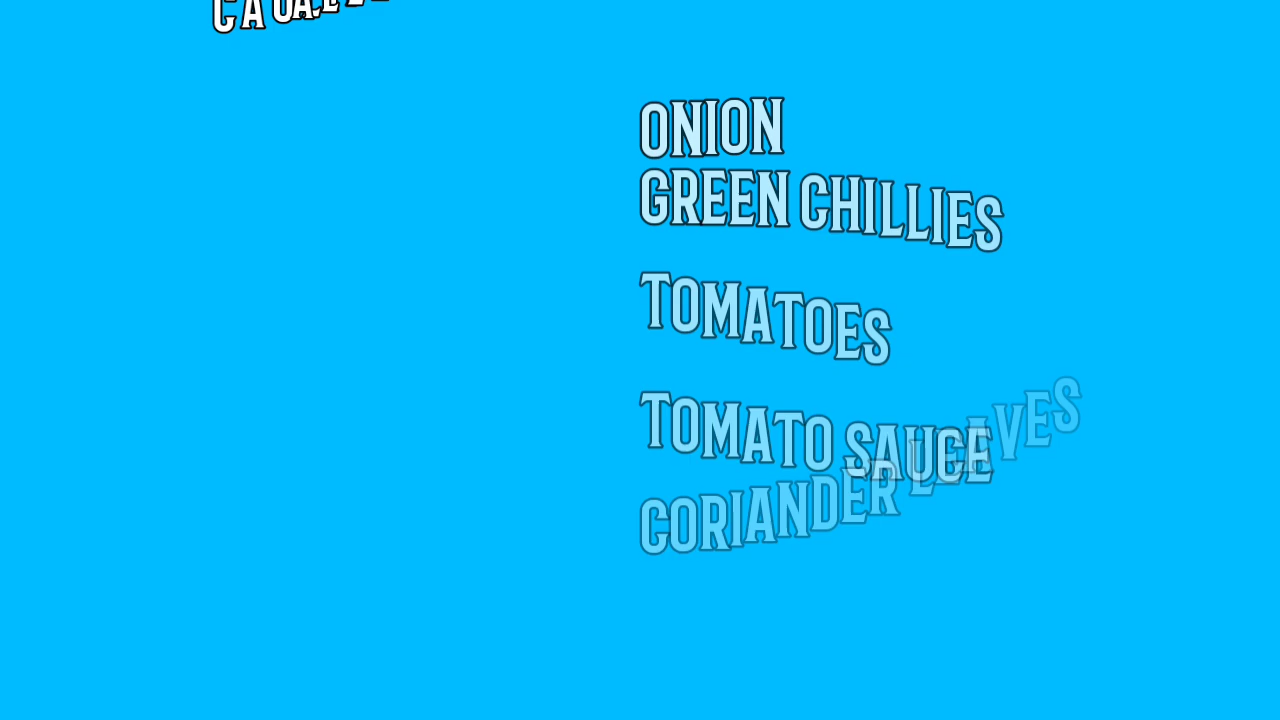 ONION
GREEN CHILLIES
TOMATOES
TOMATO SAUCE
CORIANDER LEAVES